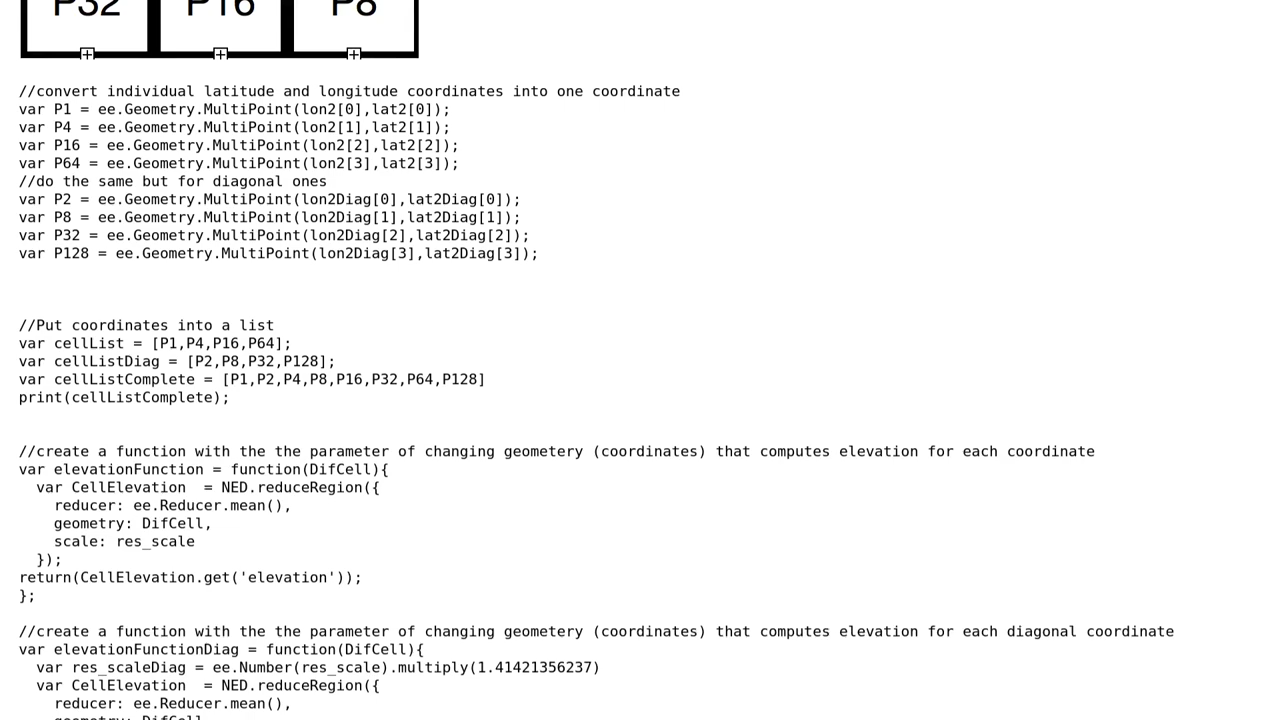 P32 P16 P8
//convert individual latitude and longitude coordinates into one coordinate
var P1 = ee.Geometry.MultiPoint(lon2[0],lat2[0]);
var P4 = ee.Geometry.MultiPoint(lon2[1],lat2[1]);
var P16 = ee.Geometry.MultiPoint(lon2[2],lat2[2]);
var P64 = ee.Geometry.MultiPoint(lon2[3],lat2[3]);
//do the same but for diagonal ones
var P2 = ee.Geometry.MultiPoint(lon2Diag[0],lat2Diag[0]);
var P8 = ee.Geometry.MultiPoint(lon2Diag[1],lat2Diag[1]);
var P32 = ee.Geometry.MultiPoint(lon2Diag[2],lat2Diag[2]);
var P128 = ee.Geometry.MultiPoint(lon2Diag[3],lat2Diag[3]);
//Put coordinates into a list
var cellList = [P1,P4,P16,P64];
var cellListDiag = [P2,P8,P32,P128];
var cellListComplete = [P1,P2,P4,P8,P16,P32,P64,P128]
print(cellListComplete);
//create a function with the the parameter of changing geometery (coordinates) that computes elevation for each coordinate
var elevationFunction = function(DifCell){
  var CellElevation  = NED.reduceRegion({
    reducer: ee.Reducer.mean(),
    geometry: DifCell,
    scale: res_scale
  });
return(CellElevation.get('elevation'));
};
//create a function with the the parameter of changing geometery (coordinates) that computes elevation for each diagonal coordinate
var elevationFunctionDiag = function(DifCell){
  var res_scaleDiag = ee.Number(res_scale).multiply(1.41421356237)
  var CellElevation  = NED.reduceRegion({
    reducer: ee.Reducer.mean(),
    geometry: DifCell,